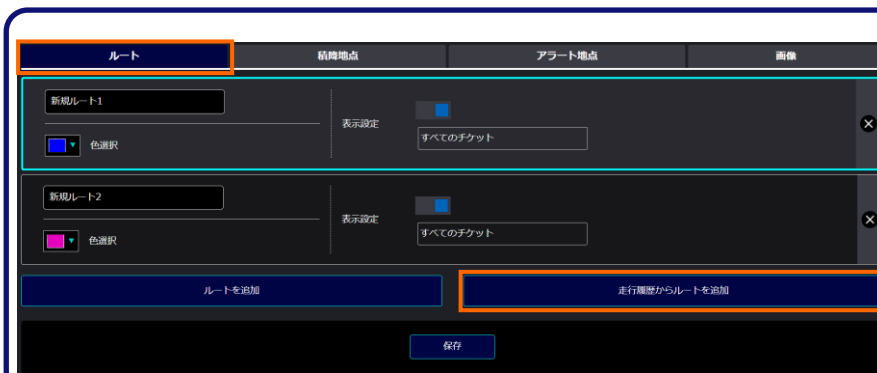 ルート 積降地点 アラート地点 画像
新規ルート1
表示設定
すべてのチケット
色選択
新規ルート2
表示設定
すべてのチケット
色選択
ルートを追加 走行履歴からルートを追加
保存